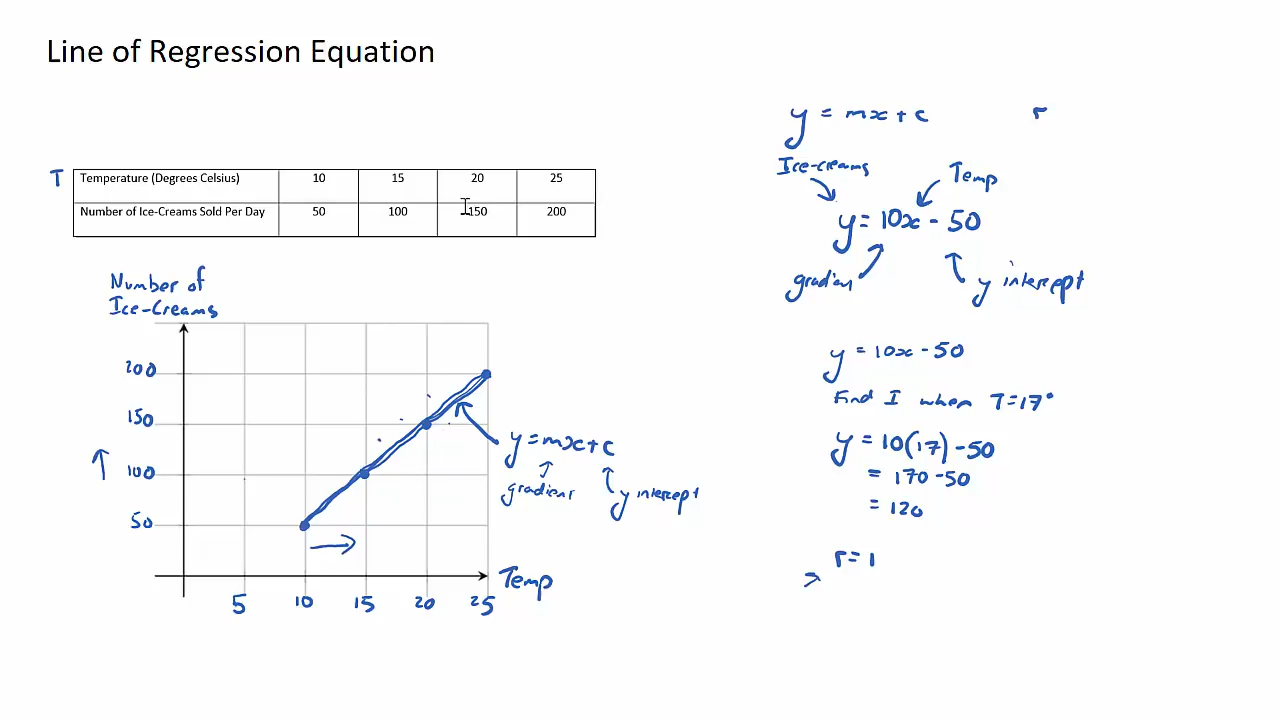 Line of Regression Equation
y = mx + c
r
Ice-creams
Temp
T
Temperature (Degrees Celsius) 10 15 20 25
Number of Ice-Creams Sold Per Day 50 100 150 200
y = 10x - 50
gradient
y intercept
Number of
Ice-Creams
200
150
100
50
5 10 15 20 25
Temp
y = mx + c
gradient
y intercept
y = 10x - 50
Find I when T=17°
y = 10(17) - 50
= 170 - 50
= 120
r = 1